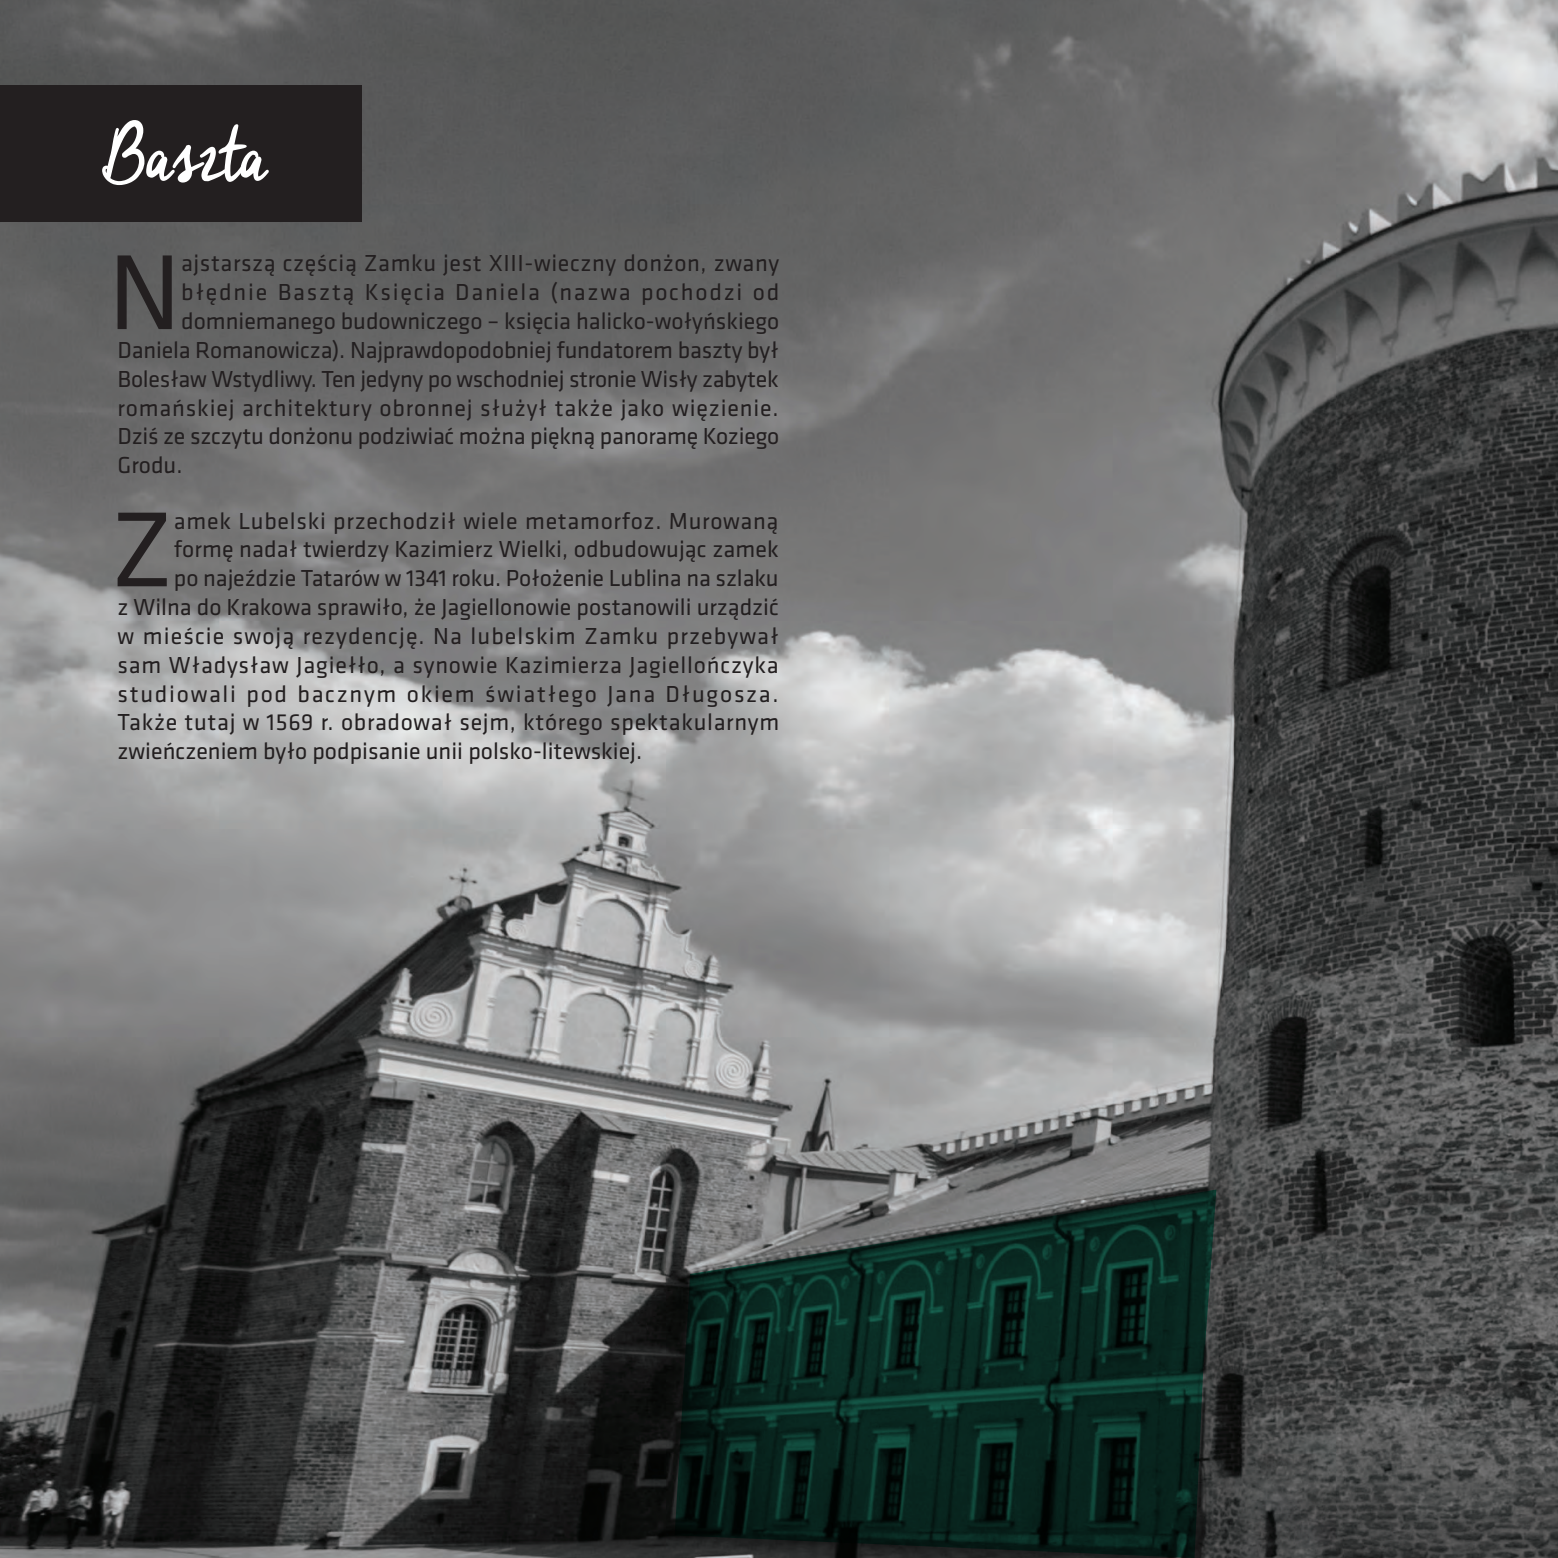 Baszta
Najstarszą częścią Zamku jest XIII-wieczny donżon, zwany
błędnie Basztą Księcia Daniela (nazwa pochodzi od
domniemanego budowniczego – księcia halicko-wołyńskiego
Daniela Romanowicza). Najprawdopodobniej fundatorem baszty był
Bolesław Wstydliwy. Ten jedyny po wschodniej stronie Wisły zabytek
romańskiej architektury obronnej służył także jako więzienie.
Dziś ze szczytu donżonu podziwiać można piękną panoramę Koziego
Grodu.
Zamek Lubelski przechodził wiele metamorfoz. Murowaną
formę nadał twierdzy Kazimierz Wielki, odbudowując zamek
po najeździe Tatarów w 1341 roku. Położenie Lublina na szlaku
z Wilna do Krakowa sprawiło, że Jagiellonowie postanowili urządzić
w mieście swoją rezydencję. Na lubelskim Zamku przebywał
sam Władysław Jagiełło, a synowie Kazimierza Jagiellończyka
studiowali pod bacznym okiem światłego Jana Długosza.
Także tutaj w 1569 r. obradował sejm, którego spektakularnym
zwieńczeniem było podpisanie unii polsko-litewskiej.